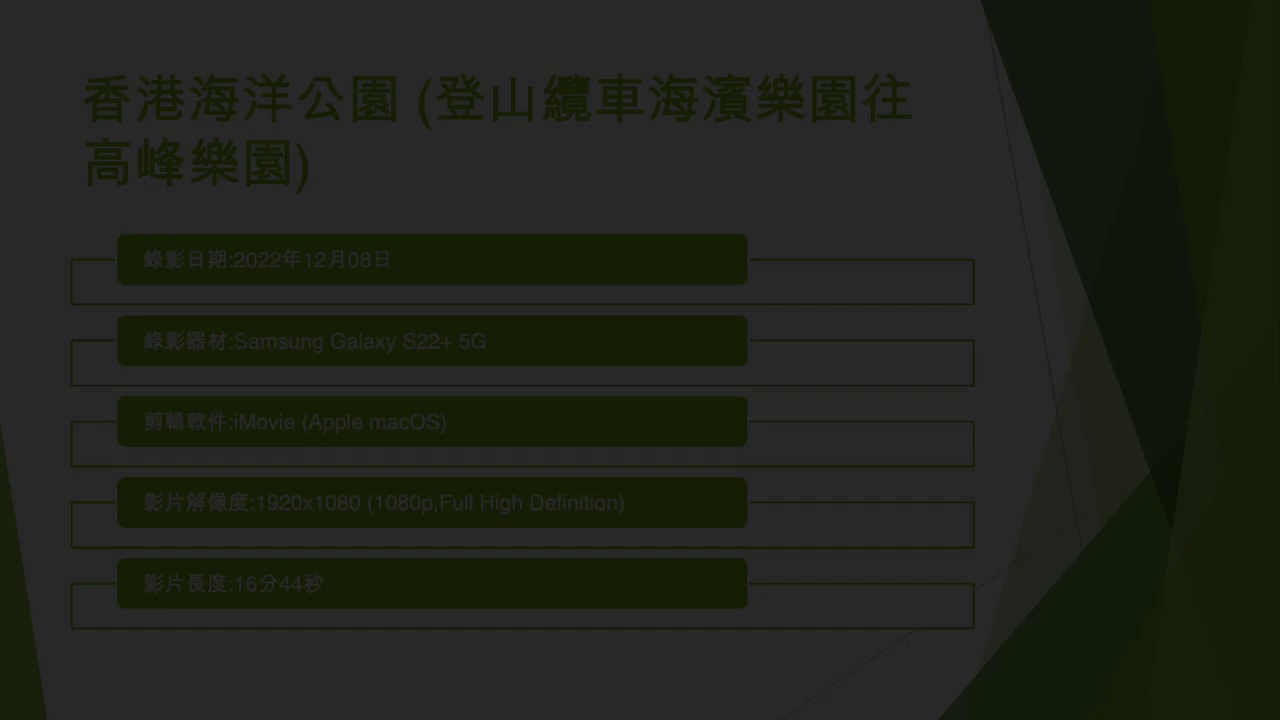 香港海洋公園 (登山纜車海濱樂園往
高峰樂園)
錄影日期:2022年12月08日
錄影器材:Samsung Galaxy S22+ 5G
剪輯軟件:iMovie (Apple macOS)
影片解像度:1920x1080 (1080p,Full High Definition)
影片長度:16分44秒